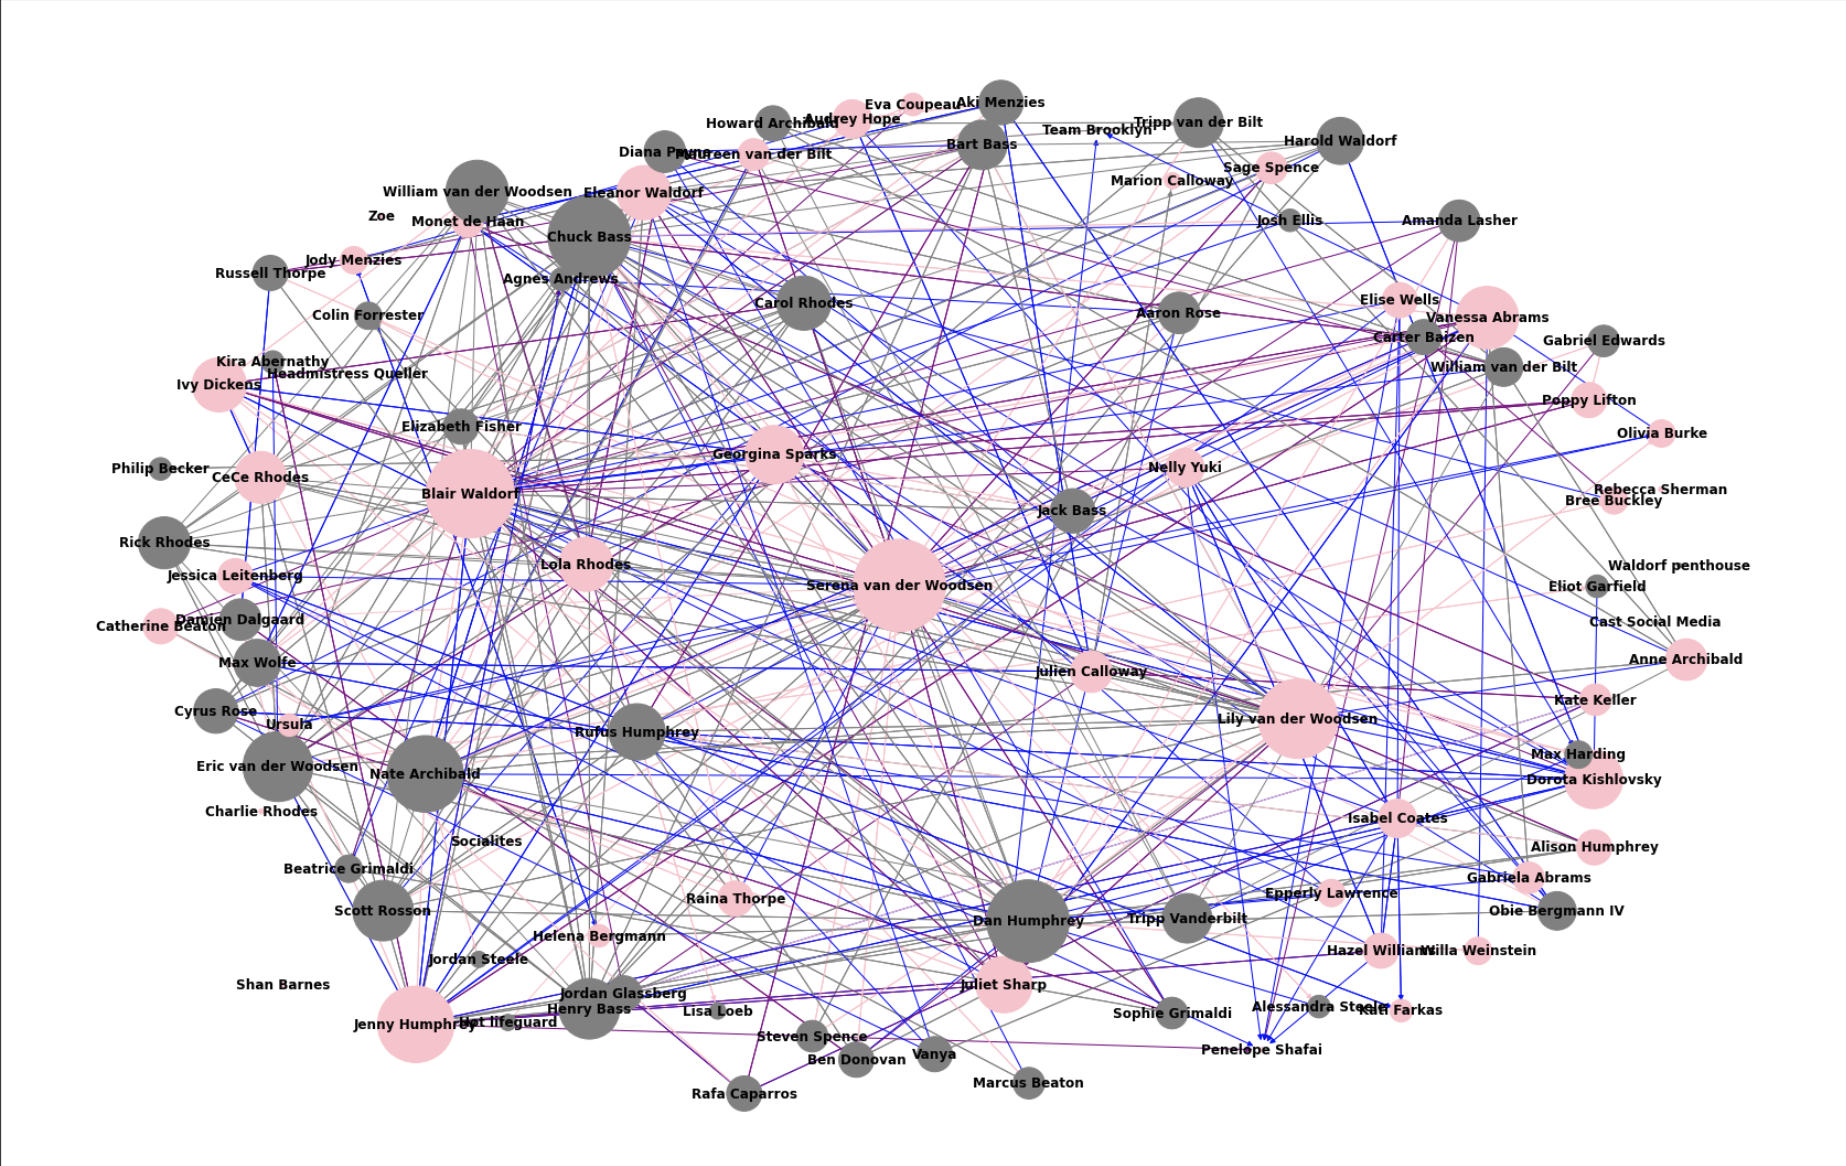 Eva Coupeau
Aki Menzies
Howard Archibald
Audrey Hope
Team Brooklyn
Tripp van der Bilt
Diana Payne
Maureen van der Bilt
Bart Bass
Harold Waldorf
Sage Spence
Marion Calloway
William van der Woodsen
Eleanor Waldorf
Zoe
Monet de Haan
Chuck Bass
Josh Ellis
Amanda Lasher
Jody Menzies
Russell Thorpe
Agnes Andrews
Carol Rhodes
Elise Wells
Colin Forrester
Aaron Rose
Vanessa Abrams
Carter Baizen
Gabriel Edwards
Kira Abernathy
Headmistress Queller
William van der Bilt
Ivy Dickens
Poppy Lifton
Elizabeth Fisher
Olivia Burke
Georgina Sparks
Philip Becker
CeCe Rhodes
Nelly Yuki
Blair Waldorf
Rebecca Sherman
Bree Buckley
Jack Bass
Rick Rhodes
Lola Rhodes
Waldorf penthouse
Jessica Leitenberg
Serena van der Woodsen
Eliot Garfield
Damien Dalgaard
Catherine Beaton
Cast Social Media
Max Wolfe
Julien Calloway
Anne Archibald
Kate Keller
Cyrus Rose
Ursula
Rufus Humphrey
Lily van der Woodsen
Max Harding
Eric van der Woodsen
Nate Archibald
Dorota Kishlovsky
Charlie Rhodes
Isabel Coates
Socialites
Alison Humphrey
Beatrice Grimaldi
Gabriela Abrams
Raina Thorpe
Epperly Lawrence
Scott Rosson
Dan Humphrey
Tripp Vanderbilt
Obie Bergmann IV
Helena Bergmann
Hazel Williams
Willa Weinstein
Jordan Steele
Shan Barnes
Juliet Sharp
Jordan Glassberg
Henry Bass
Lisa Loeb
Sophie Grimaldi
Alessandra Steele
Kati Farkas
Jenny Humphrey
Hot lifeguard
Steven Spence
Ben Donovan
Vanya
Penelope Shafai
Marcus Beaton
Rafa Caparros